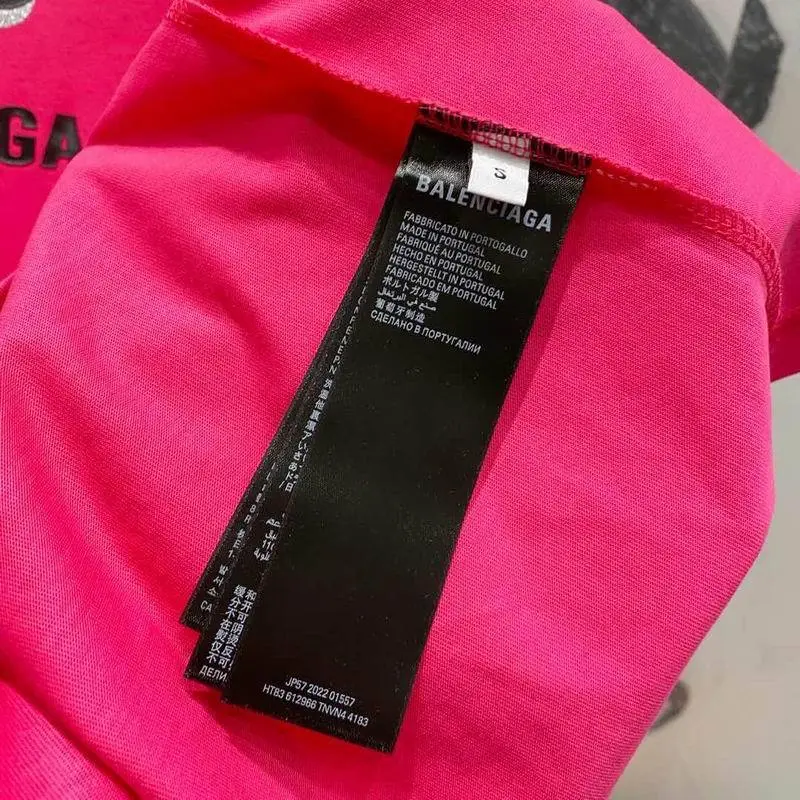 GA
S
BALENCIAGA
FABBRICATO IN PORTOGALLO
MADE IN PORTUGAL
FABRIQUÉ AU PORTUGAL
HECHO EN PORTUGAL
HERGESTELLT IN PORTUGAL
FABRICADO EM PORTUGAL
ポルトガル製
صنع في البرتغال
葡萄牙制造
СДЕЛАНО В ПОРТУГАЛИИ
JP57 2022 01557
HT83 612966 TNVN4 4183